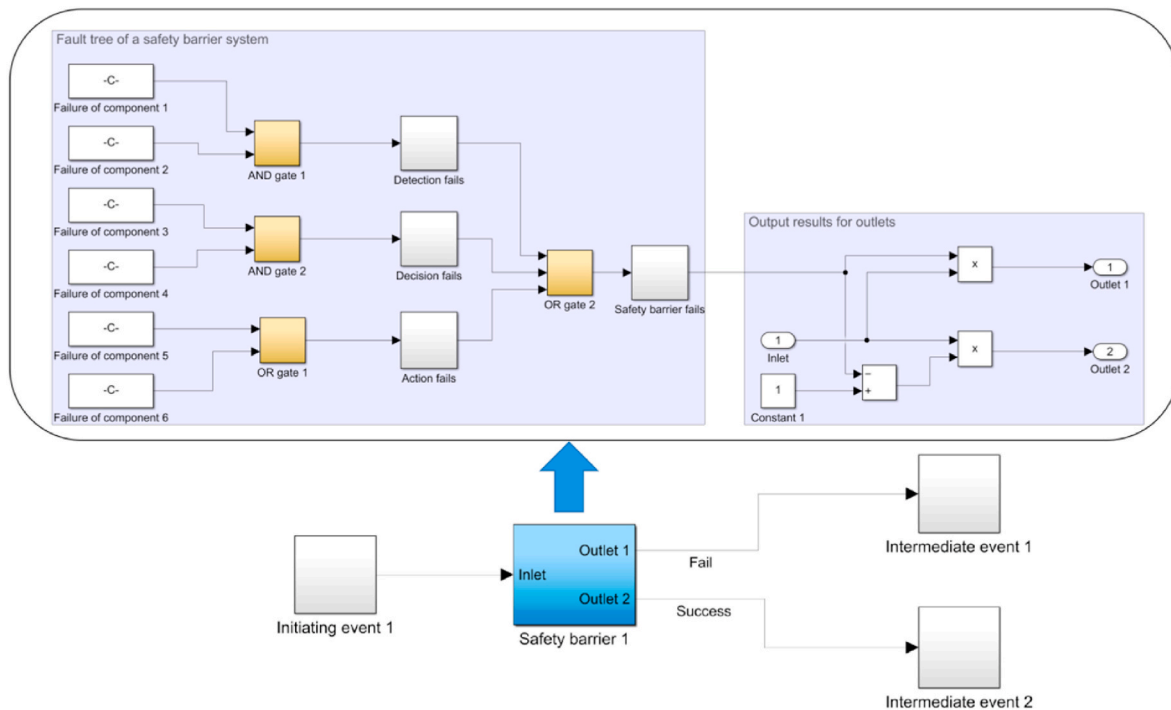 Fault tree of a safety barrier system
-C-
Failure of component 1
-C-
Failure of component 2
AND gate 1
Detection fails
-C-
Failure of component 3
-C-
Failure of component 4
AND gate 2
Decision fails
-C-
Failure of component 5
-C-
Failure of component 6
OR gate 1
Action fails
OR gate 2
Safety barrier fails
Output results for outlets
x
1
Outlet 1
1
Inlet
x
2
Outlet 2
−
+
1
Constant 1
Initiating event 1
Inlet
Outlet 1
Outlet 2
Safety barrier 1
Fail
Success
Intermediate event 1
Intermediate event 2